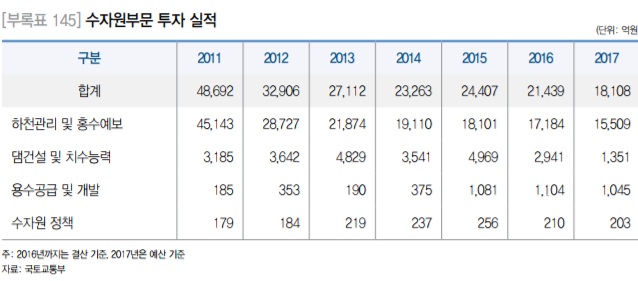 [부록표 145] 수자원부문 투자 실적
(단위: 억원)
구분 2011 2012 2013 2014 2015 2016 2017
합계 48,692 32,906 27,112 23,263 24,407 21,439 18,108
하천관리 및 홍수예보 45,143 28,727 21,874 19,110 18,101 17,184 15,509
댐건설 및 치수능력 3,185 3,642 4,829 3,541 4,969 2,941 1,351
용수공급 및 개발 185 353 190 375 1,081 1,104 1,045
수자원 정책 179 184 219 237 256 210 203
주: 2016년까지는 결산 기준, 2017년은 예산 기준
자료: 국토교통부